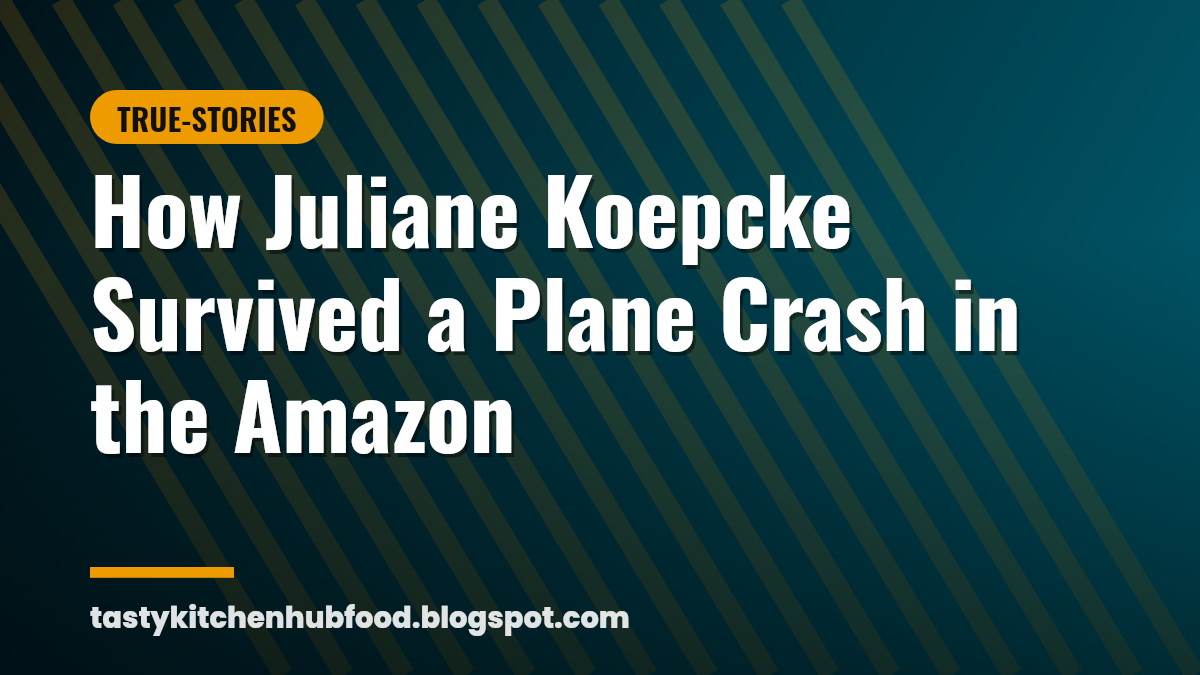 TRUE-STORIES
How Juliane Koepcke
Survived a Plane Crash in
the Amazon
tastykitchenhubfood.blogspot.com